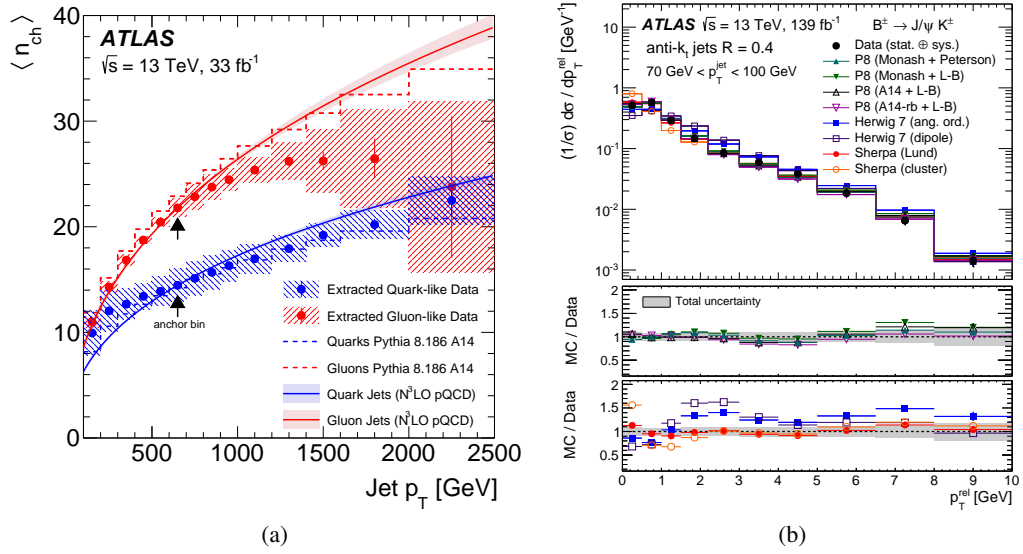 ATLAS
√s = 13 TeV, 33 fb⁻¹
⟨ n_ch ⟩
40
30
20
10
0
anchor bin
Extracted Quark-like Data
Extracted Gluon-like Data
Quarks Pythia 8.186 A14
Gluons Pythia 8.186 A14
Quark Jets (N³LO pQCD)
Gluon Jets (N³LO pQCD)
500 1000 1500 2000 2500
Jet p_T [GeV]
(a)
ATLAS √s = 13 TeV, 139 fb⁻¹
anti-k_t jets R = 0.4
70 GeV < p_T^jet < 100 GeV
B^± → J/ψ K^±
Data (stat. ⊕ sys.)
P8 (Monash + Peterson)
P8 (Monash + L-B)
P8 (A14 + L-B)
P8 (A14-rb + L-B)
Herwig 7 (ang. ord.)
Herwig 7 (dipole)
Sherpa (Lund)
Sherpa (cluster)
(1/σ) dσ / dp_T^rel [GeV⁻¹]
10
1
10⁻¹
10⁻²
10⁻³
Total uncertainty
MC / Data
2
1.5
1
0.5
MC / Data
2
1.5
1
0.5
0 1 2 3 4 5 6 7 8 9 10
p_T^rel [GeV]
(b)